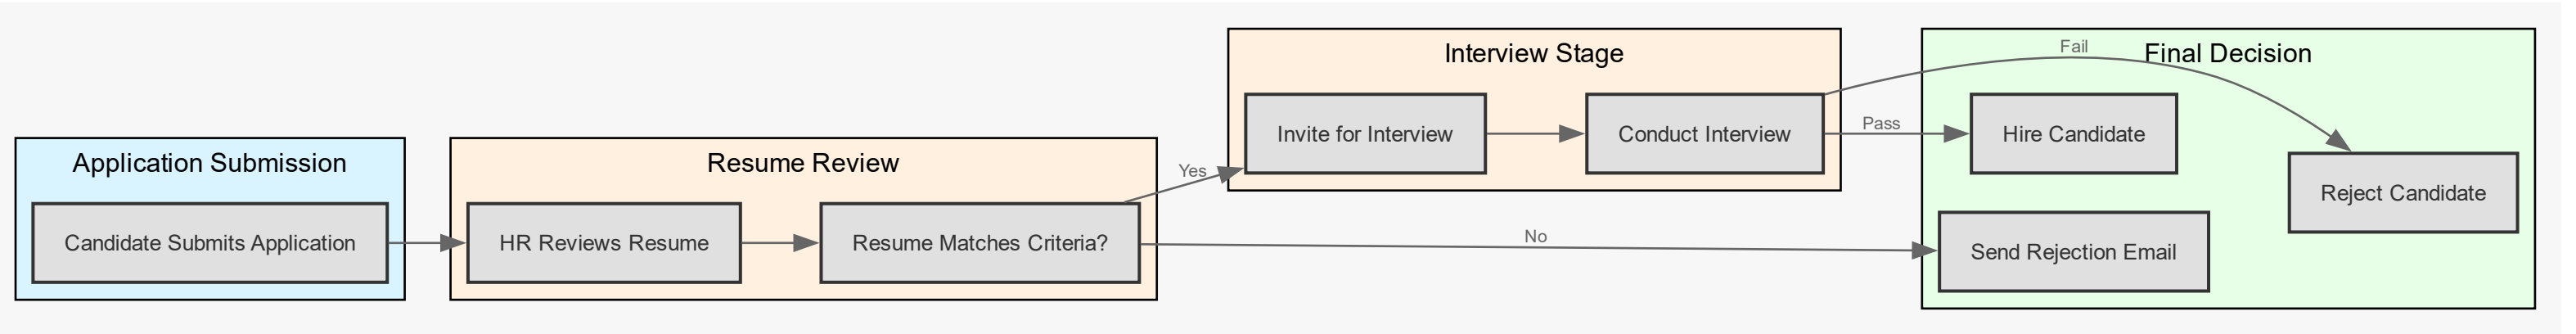 Application Submission
Candidate Submits Application
Resume Review
HR Reviews Resume
Resume Matches Criteria?
Yes
No
Interview Stage
Invite for Interview
Conduct Interview
Pass
Fail
Final Decision
Hire Candidate
Reject Candidate
Send Rejection Email